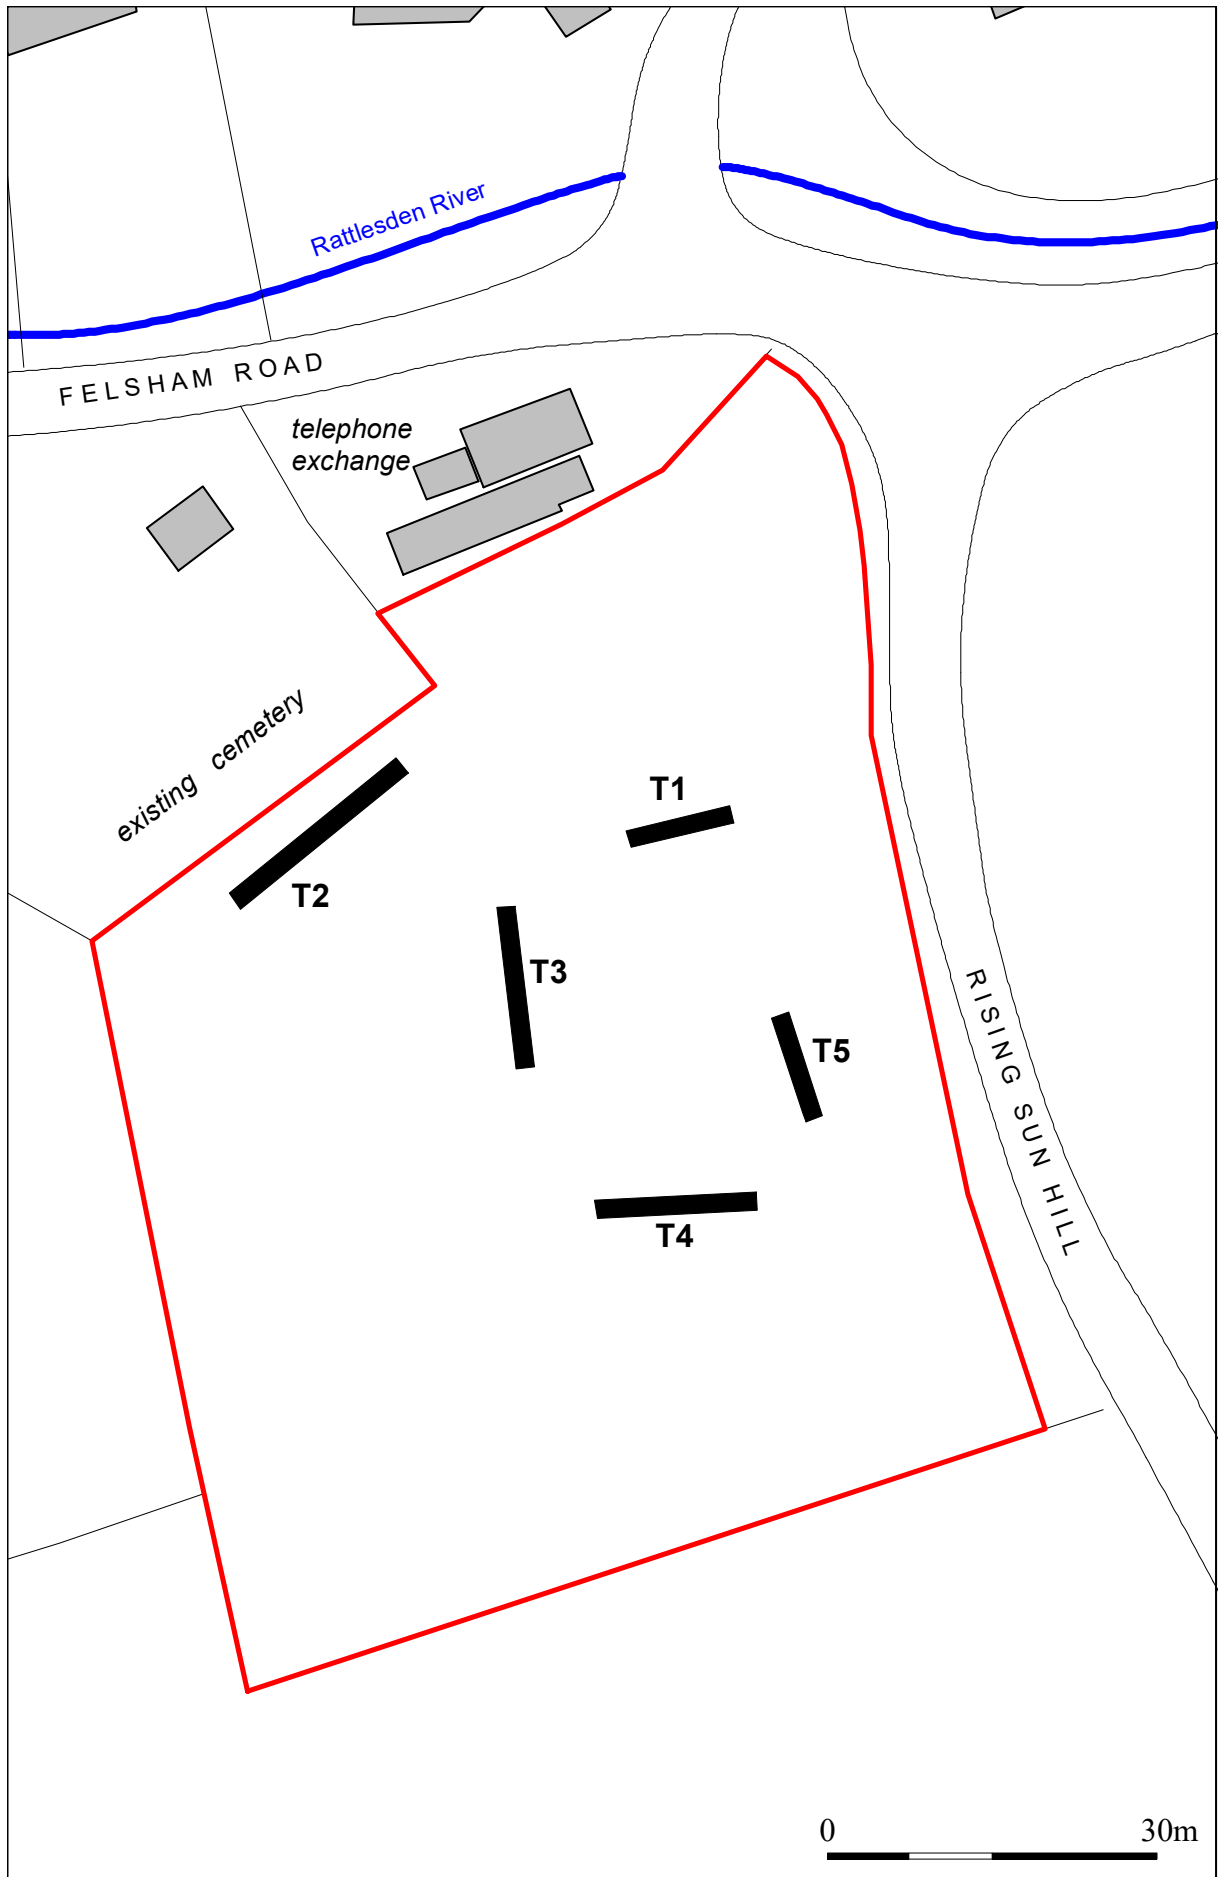 Rattlesden River
FELSHAM ROAD
telephone
exchange
existing cemetery
T1
T2
T3
T5
RISING SUN HILL
T4
0 30m